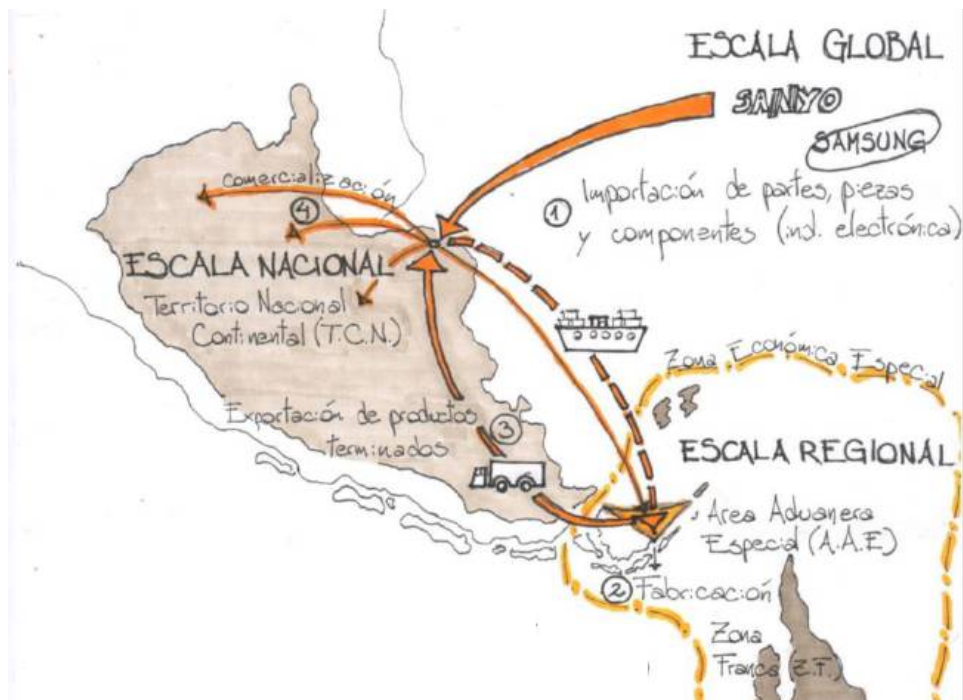 ESCALA GLOBAL
SANYO
SAMSUNG
① Importación de partes, piezas
y componentes (ind. electrónica)
comercialización
④
ESCALA NACIONAL
Territorio Nacional
Continental (T.C.N.)
Exportación de productos
terminados
③
Zona Económica Especial
ESCALA REGIONAL
Area Aduanera
Especial (A.A.E)
② Fabricación
Zona
Franca (Z.F.)